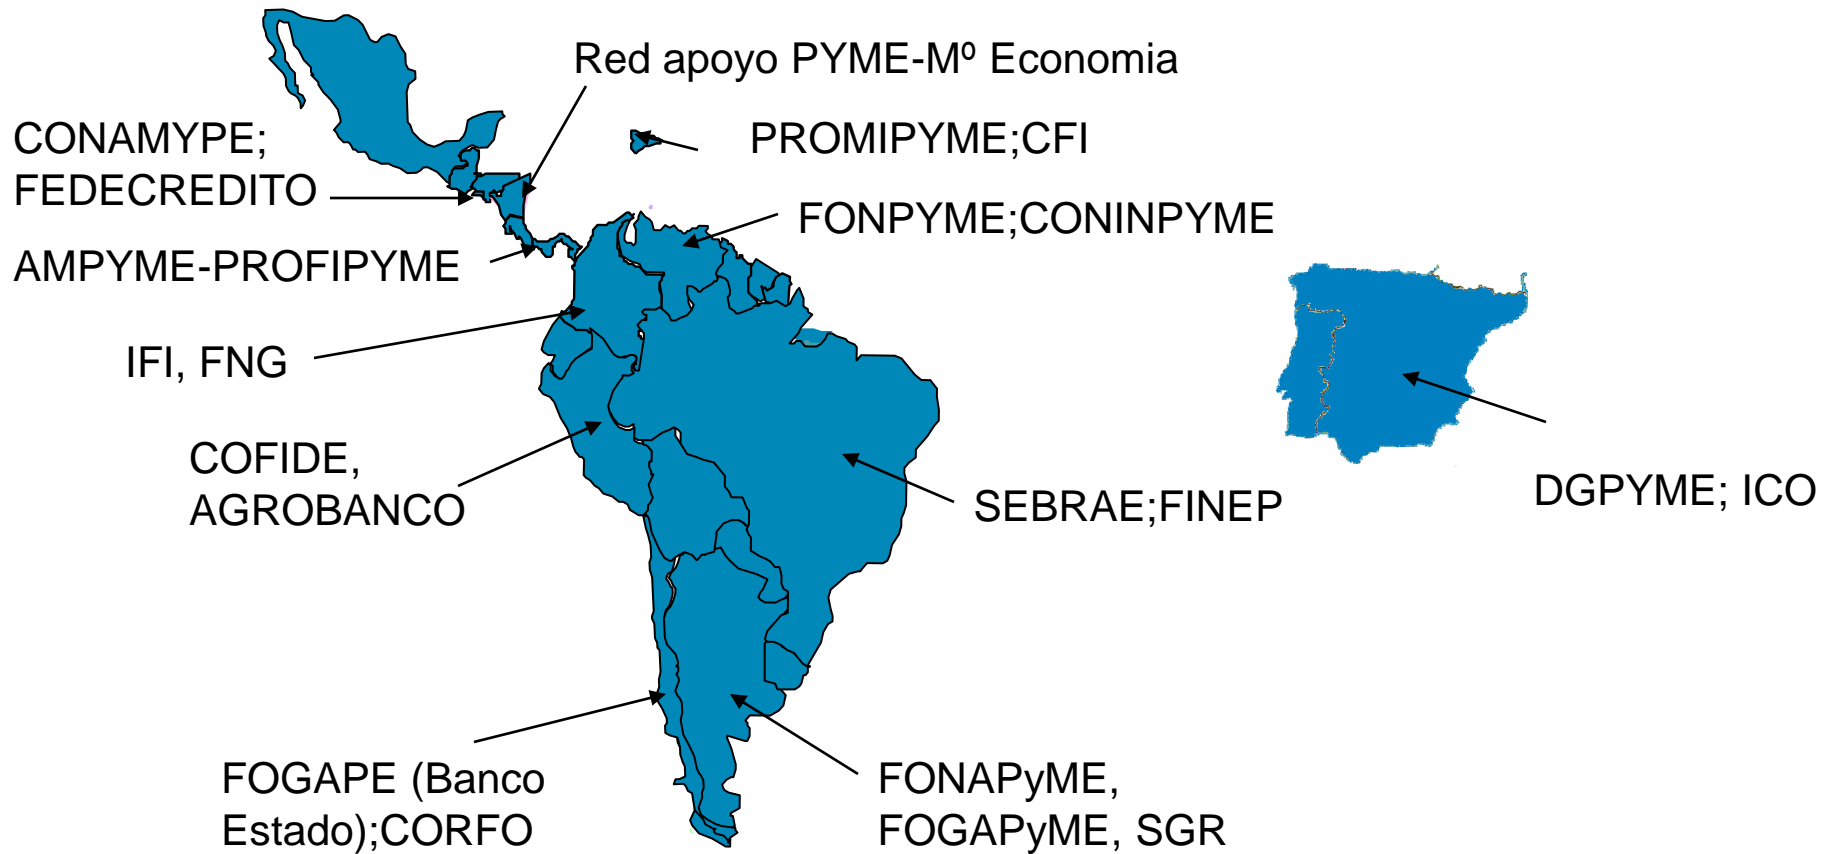 Red apoyo PYME-Mº Economia
CONAMYPE;
FEDECREDITO
PROMIPYME;CFI
FONPYME;CONINPYME
AMPYME-PROFIPYME
IFI, FNG
COFIDE,
AGROBANCO
SEBRAE;FINEP
DGPYME; ICO
FOGAPE (Banco
Estado);CORFO
FONAPyME,
FOGAPyME, SGR